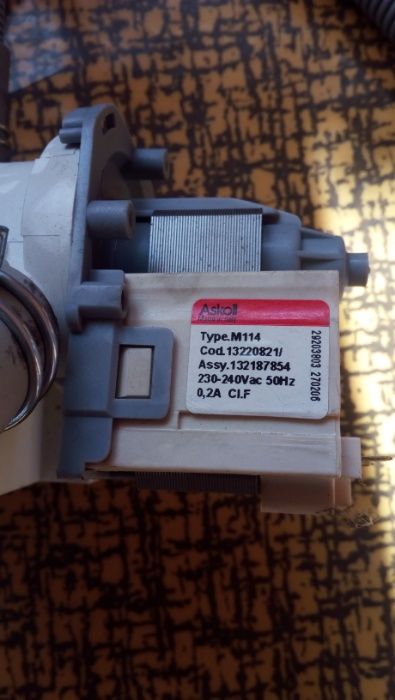 Askoll
Type.M114
Cod.13220821/
Assy.132187854
230-240Vac 50Hz
0,2A Cl.F
29203803 270206